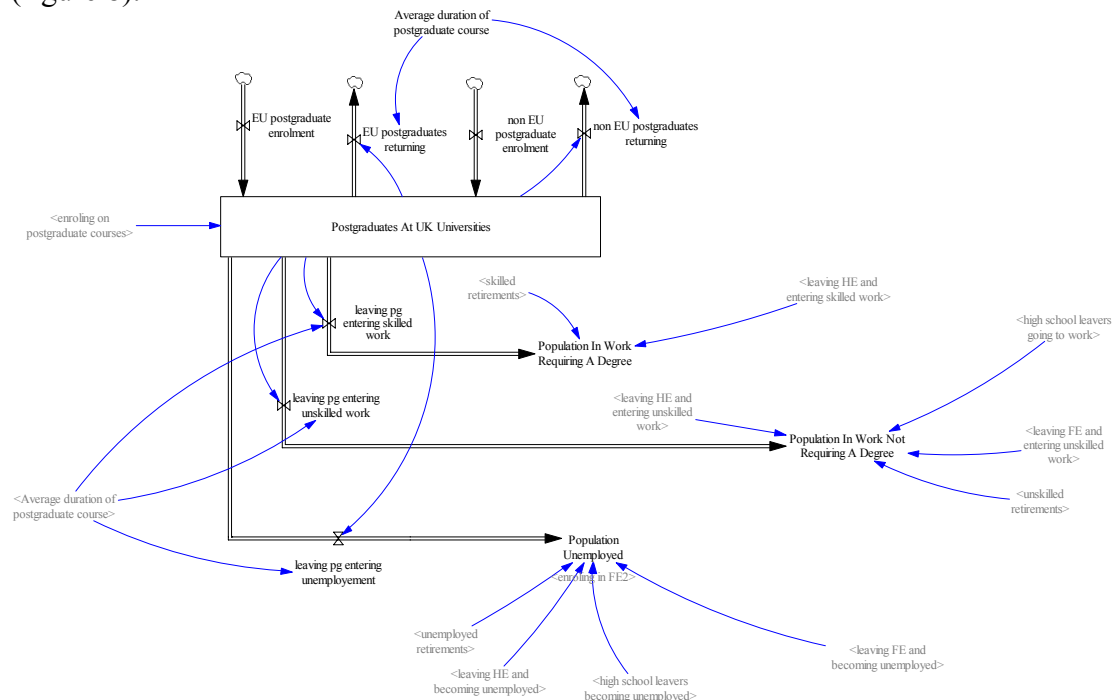 Average duration of
postgraduate course
EU postgraduate
enrolment
EU postgraduates
returning
non EU
postgraduate
enrolment
non EU postgraduates
returning
<enroling on
postgraduate courses>
Postgraduates At UK Universities
<skilled
retirements>
<leaving HE and
entering skilled work>
leaving pg
entering skilled
work
<high school leavers
going to work>
Population In Work
Requiring A Degree
leaving pg entering
unskilled work
<leaving HE and
entering unskilled
work>
Population In Work Not
Requiring A Degree
<leaving FE and
entering unskilled
work>
<Average duration of
postgraduate course>
<unskilled
retirements>
Population
Unemployed
<enroling in FE2>
leaving pg entering
unemployement
<unemployed
retirements>
<leaving HE and
becoming unemployed>
<high school leavers
becoming unemployed>
<leaving FE and
becoming unemployed>